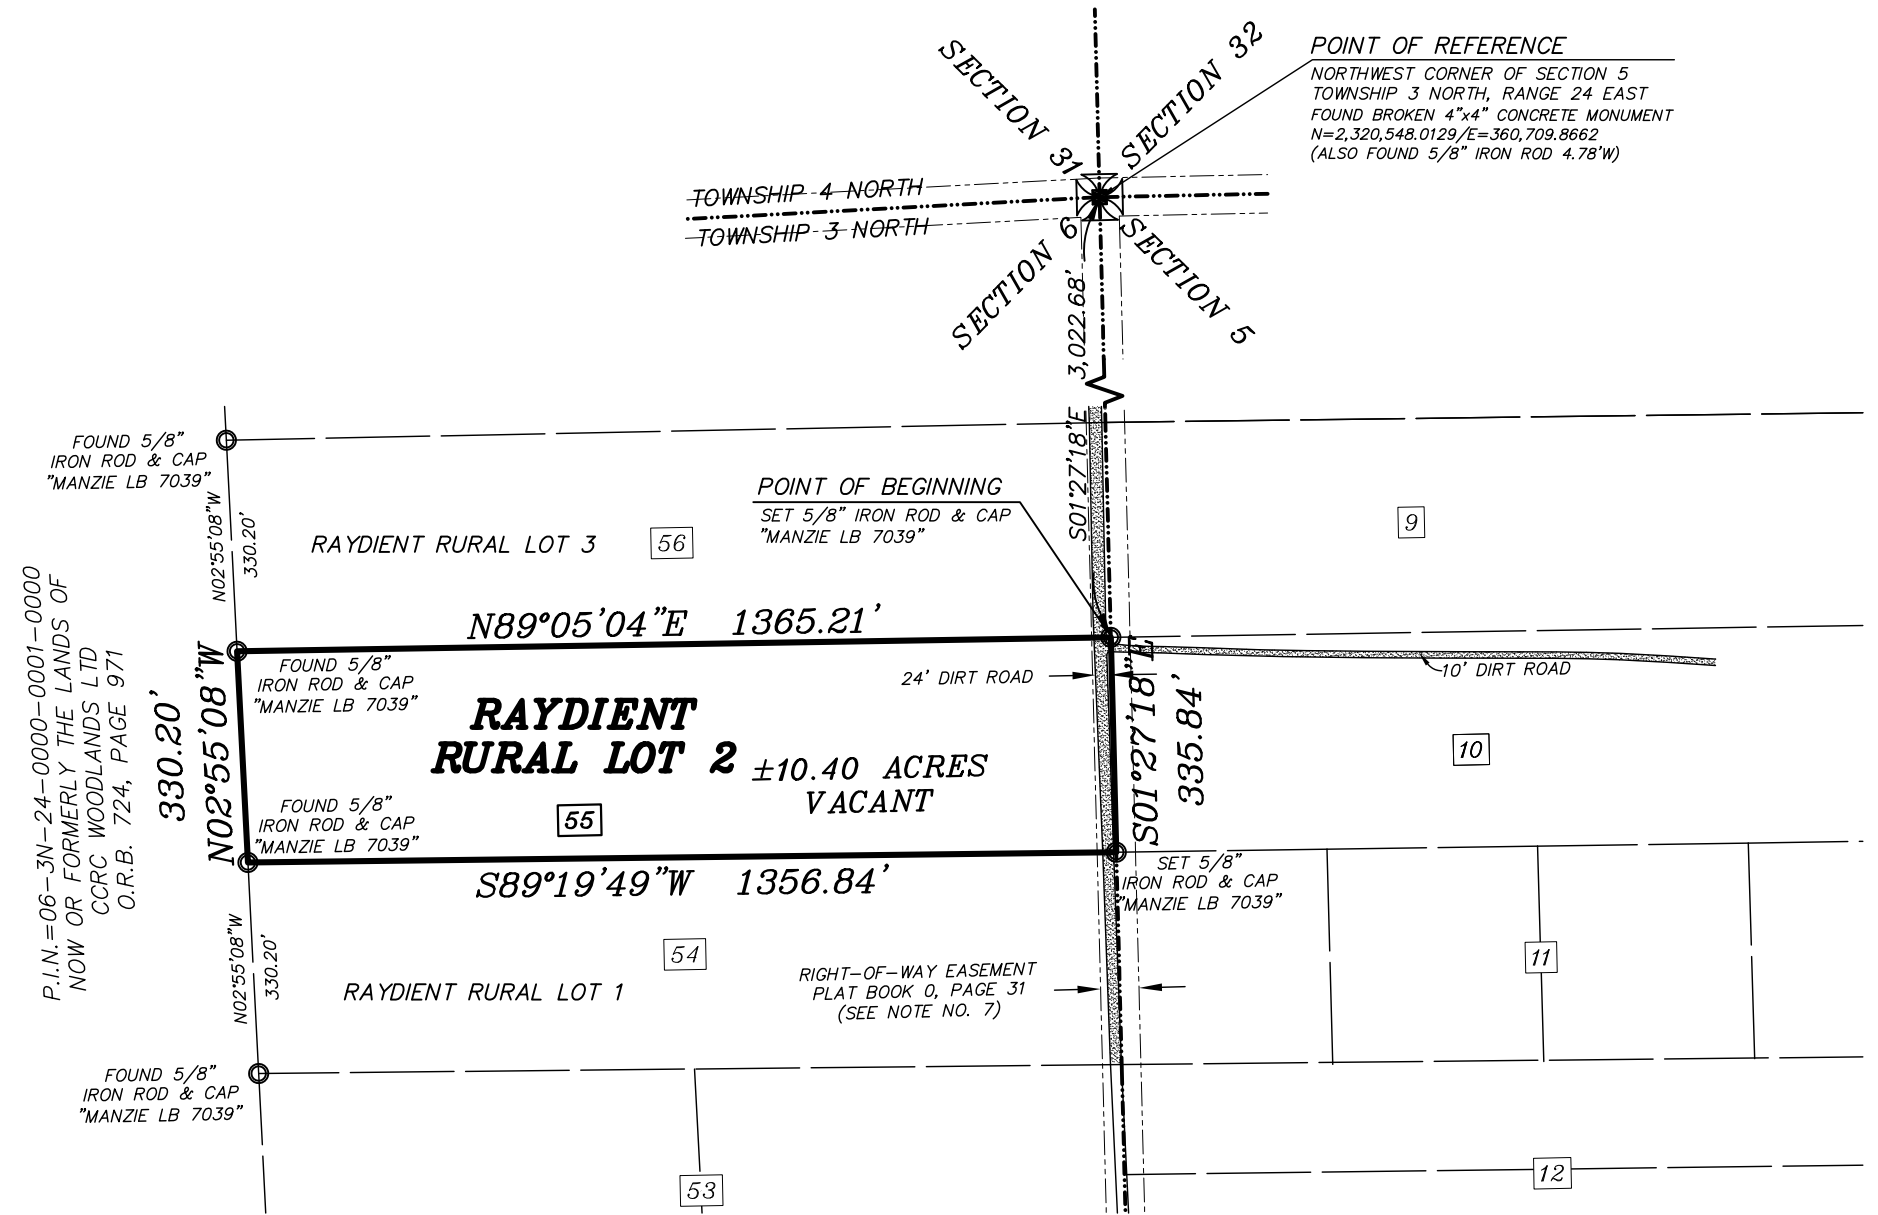 SECTION 31
SECTION 32
SECTION 6
SECTION 5
POINT OF REFERENCE
NORTHWEST CORNER OF SECTION 5
TOWNSHIP 3 NORTH, RANGE 24 EAST
FOUND BROKEN 4"x4" CONCRETE MONUMENT
N=2,320,548.0129/E=360,709.8662
(ALSO FOUND 5/8" IRON ROD 4.78'W)
TOWNSHIP 4 NORTH
TOWNSHIP 3 NORTH
S01°27'18"E 3,022.68'
FOUND 5/8"
IRON ROD & CAP
"MANZIE LB 7039"
N02°55'08"W
330.20'
RAYDIENT RURAL LOT 3
56
POINT OF BEGINNING
SET 5/8" IRON ROD & CAP
"MANZIE LB 7039"
9
P.I.N.=06-3N-24-0000-0001-0000
NOW OR FORMERLY THE LANDS OF
CCRC WOODLANDS LTD
O.R.B. 724, PAGE 971
N89°05'04"E 1365.21'
330.20'
N02°55'08"W
FOUND 5/8"
IRON ROD & CAP
"MANZIE LB 7039"
24' DIRT ROAD
10' DIRT ROAD
RAYDIENT
RURAL LOT 2
±10.40 ACRES
VACANT
55
S01°27'18"E
335.84'
10
FOUND 5/8"
IRON ROD & CAP
"MANZIE LB 7039"
S89°19'49"W 1356.84'
SET 5/8"
IRON ROD & CAP
"MANZIE LB 7039"
N02°55'08"W
330.20'
54
RAYDIENT RURAL LOT 1
RIGHT-OF-WAY EASEMENT
PLAT BOOK 0, PAGE 31
(SEE NOTE NO. 7)
11
FOUND 5/8"
IRON ROD & CAP
"MANZIE LB 7039"
53
12